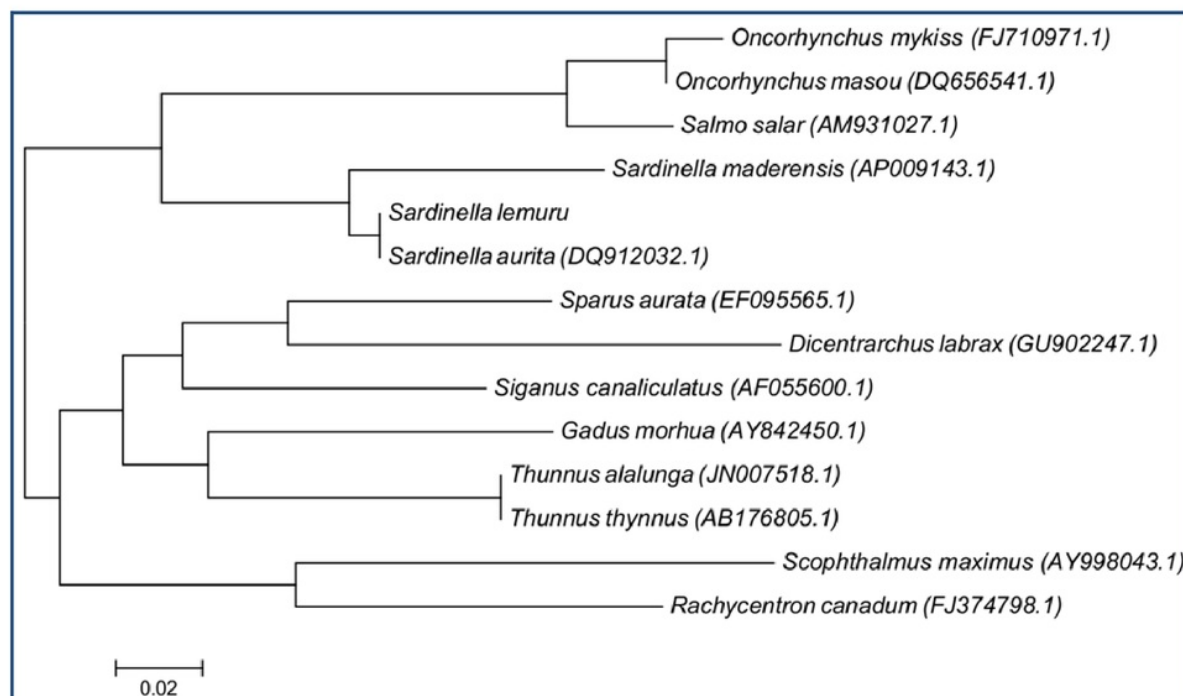 Oncorhynchus mykiss (FJ710971.1)
Oncorhynchus masou (DQ656541.1)
Salmo salar (AM931027.1)
Sardinella maderensis (AP009143.1)
Sardinella lemuru
Sardinella aurita (DQ912032.1)
Sparus aurata (EF095565.1)
Dicentrarchus labrax (GU902247.1)
Siganus canaliculatus (AF055600.1)
Gadus morhua (AY842450.1)
Thunnus alalunga (JN007518.1)
Thunnus thynnus (AB176805.1)
Scophthalmus maximus (AY998043.1)
Rachycentron canadum (FJ374798.1)
0.02